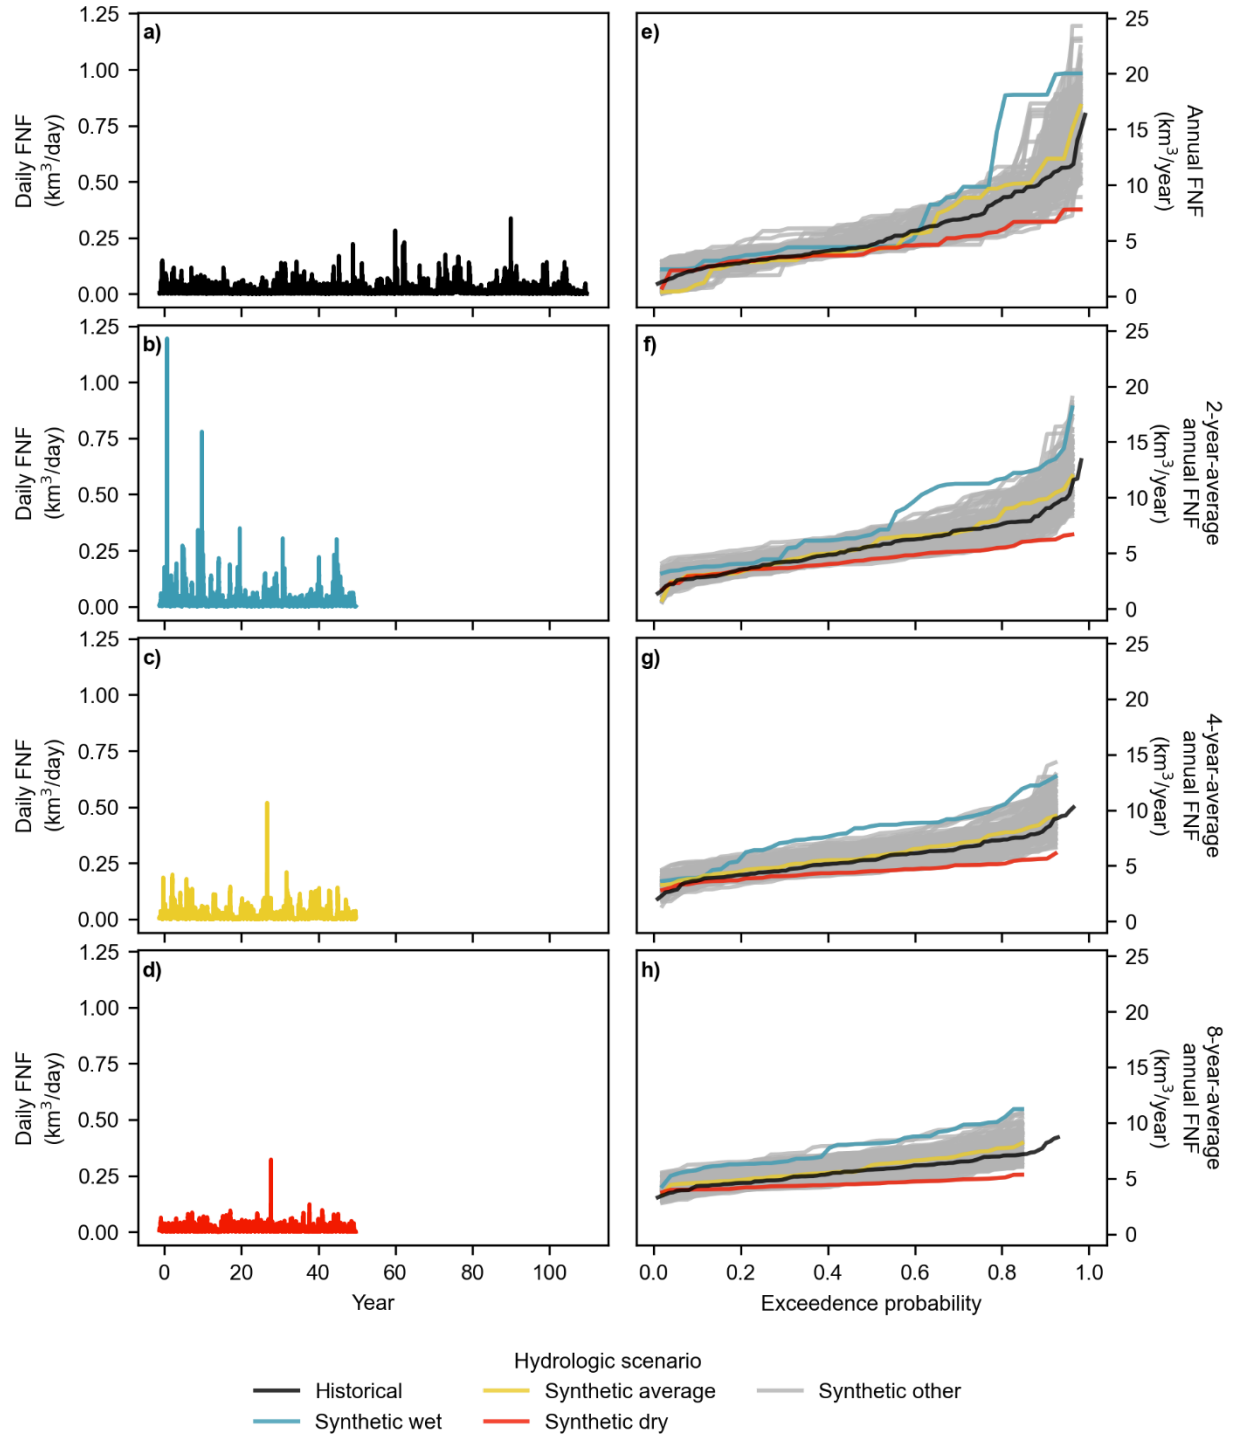 a)
1.25
1.00
0.75
0.50
0.25
0.00
Daily FNF
(km³/day)
e)
25
20
15
10
5
0
Annual FNF
(km³/year)
b)
1.25
1.00
0.75
0.50
0.25
0.00
Daily FNF
(km³/day)
f)
25
20
15
10
5
0
2-year-average
annual FNF
(km³/year)
c)
1.25
1.00
0.75
0.50
0.25
0.00
Daily FNF
(km³/day)
g)
25
20
15
10
5
0
4-year-average
annual FNF
(km³/year)
d)
1.25
1.00
0.75
0.50
0.25
0.00
Daily FNF
(km³/day)
0 20 40 60 80 100
Year
h)
25
20
15
10
5
0
8-year-average
annual FNF
(km³/year)
0.0 0.2 0.4 0.6 0.8 1.0
Exceedence probability
Hydrologic scenario
Historical
Synthetic average
Synthetic other
Synthetic wet
Synthetic dry